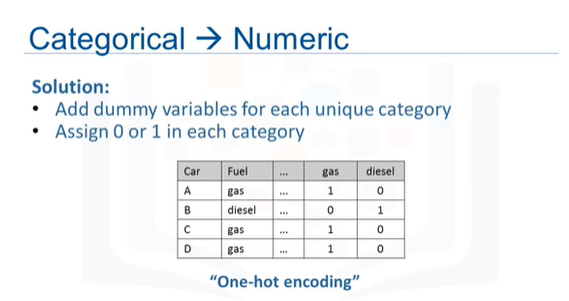 Categorical → Numeric
Solution:
• Add dummy variables for each unique category
• Assign 0 or 1 in each category
Car Fuel ... gas diesel
A gas ... 1 0
B diesel ... 0 1
C gas ... 1 0
D gas ... 1 0
“One-hot encoding”